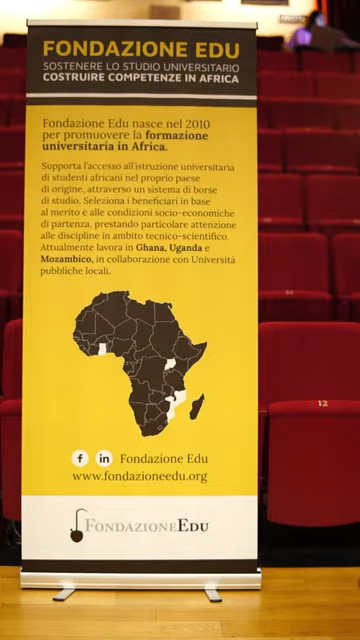 FONDAZIONE EDU
SOSTENERE LO STUDIO UNIVERSITARIO
COSTRUIRE COMPETENZE IN AFRICA
Fondazione Edu nasce nel 2010
per promuovere la formazione
universitaria in Africa.
Supporta l'accesso all'istruzione universitaria
di studenti africani nel proprio paese
di origine, attraverso un sistema di borse
di studio. Seleziona i beneficiari in base
al merito e alle condizioni socio-economiche
di partenza, prestando particolare attenzione
alle discipline in ambito tecnico-scientifico.
Attualmente lavora in Ghana, Uganda e
Mozambico, in collaborazione con Università
pubbliche locali.
12
f in Fondazione Edu
www.fondazioneedu.org
FONDAZIONEEDU